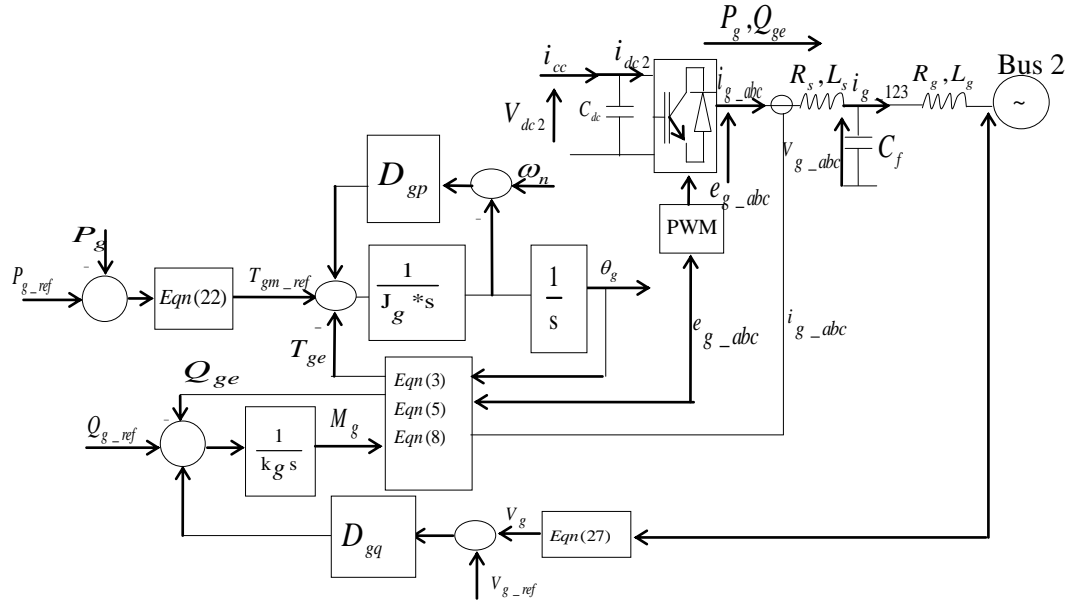 P_g , Q_ge
i_cc
i_dc2
Bus 2
R_s , L_s
i_g
123
R_g , L_g
i_g_abc
~
V_dc2
C_dc
V_g_abc
C_f
e_g_abc
D_gp
ω_n
-
PWM
P_g
-
P_g_ref
Eqn(22)
T_gm_ref
1
J_g *s
1
s
θ_g
-
T_ge
e_g_abc
i_g_abc
Q_ge
-
Eqn(3)
Eqn(5)
Eqn(8)
Q_g_ref
1
k g s
M_g
D_gq
V_g
Eqn(27)
V_g_ref